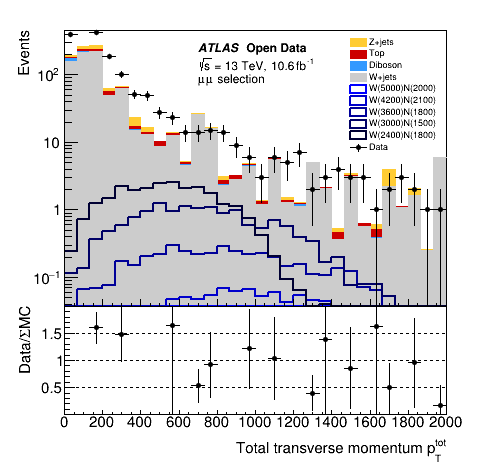 Events
ATLAS Open Data
√s = 13 TeV, 10.6 fb⁻¹
μμ selection
Z+jets
Top
Diboson
W+jets
W(5000)N(2000)
W(4200)N(2100)
W(3600)N(1800)
W(3000)N(1500)
W(2400)N(1800)
Data
10²
10
1
10⁻¹
Data/ΣMC
1.5
1
0.5
0 200 400 600 800 1000 1200 1400 1600 1800 2000
Total transverse momentum p_T^tot